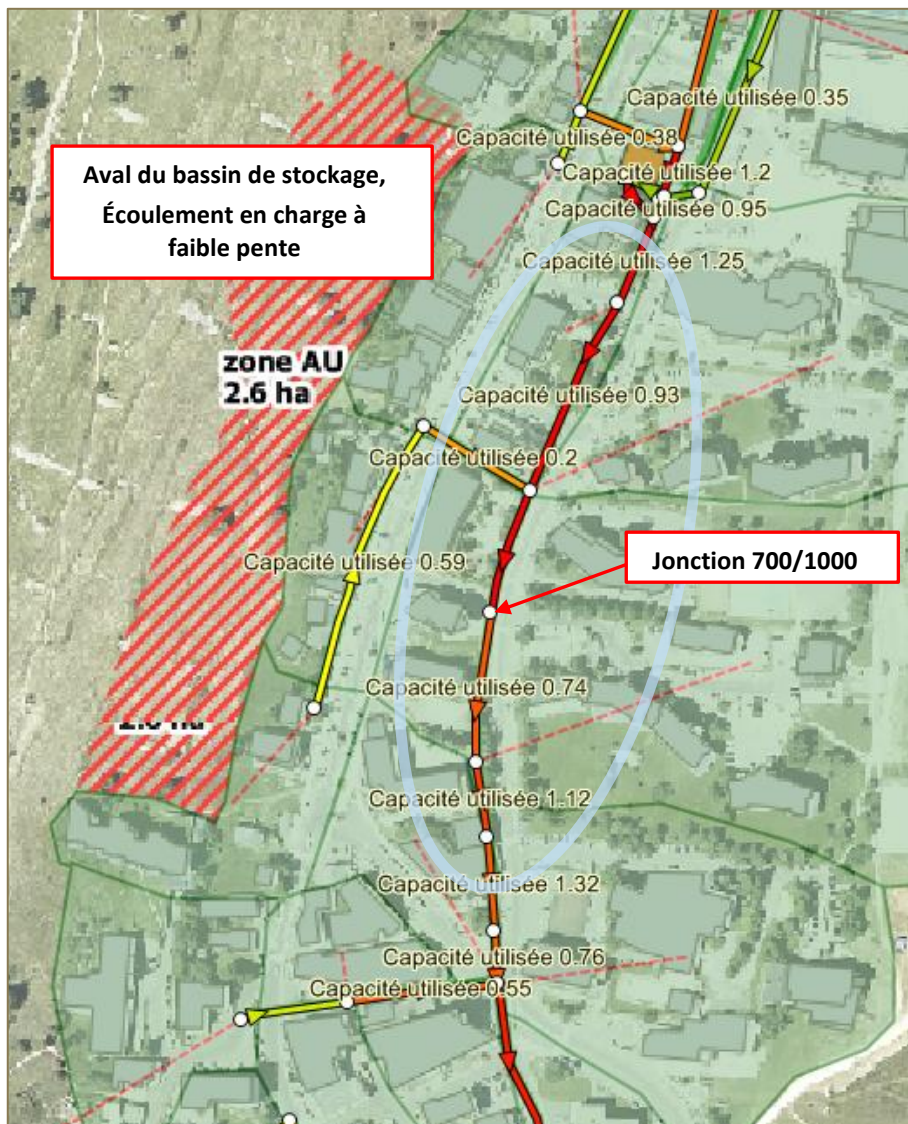 Capacité utilisée 0.35
Capacité utilisée 0.38
Aval du bassin de stockage,
Écoulement en charge à
faible pente
Capacité utilisée 1.2
Capacité utilisée 0.95
Capacité utilisée 1.25
zone AU
2.6 ha
Capacité utilisée 0.93
Capacité utilisée 0.2
Jonction 700/1000
Capacité utilisée 0.59
Capacité utilisée 0.74
Capacité utilisée 1.12
Capacité utilisée 1.32
Capacité utilisée 0.76
Capacité utilisée 0.55